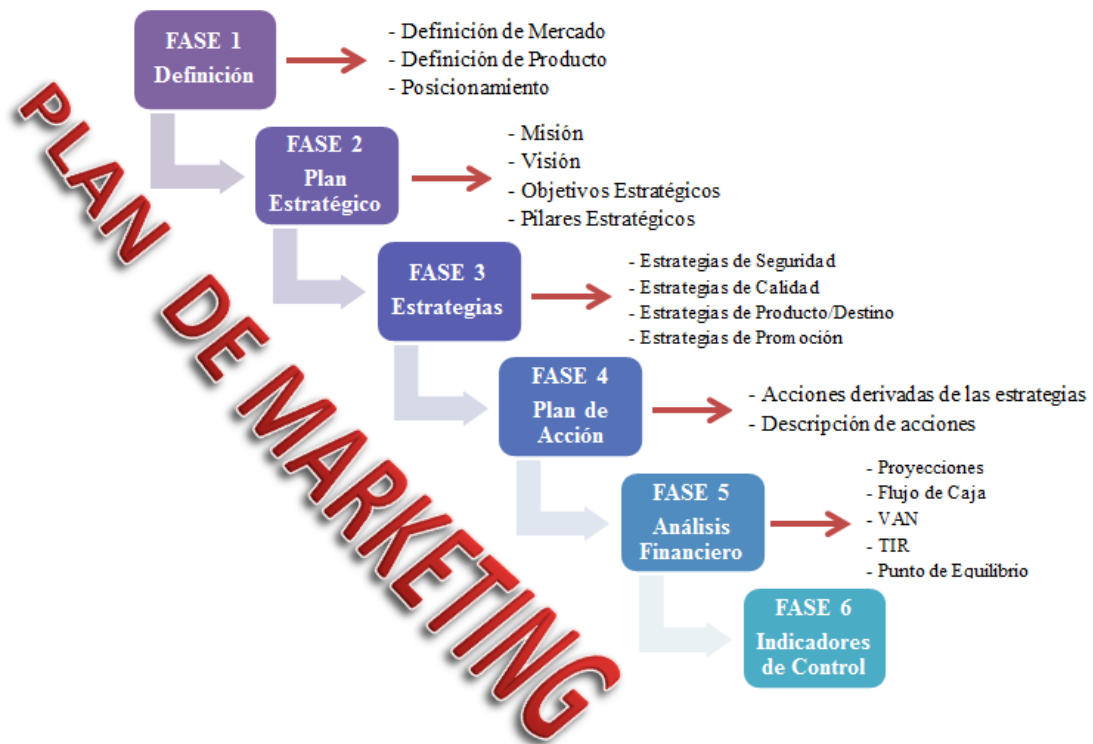 FASE 1
Definición
- Definición de Mercado
- Definición de Producto
- Posicionamiento
FASE 2
Plan
Estratégico
- Misión
- Visión
- Objetivos Estratégicos
- Pilares Estratégicos
FASE 3
Estrategias
- Estrategias de Seguridad
- Estrategias de Calidad
- Estrategias de Producto/Destino
- Estrategias de Promoción
FASE 4
Plan de
Acción
- Acciones derivadas de las estrategias
- Descripción de acciones
FASE 5
Análisis
Financiero
- Proyecciones
- Flujo de Caja
- VAN
- TIR
- Punto de Equilibrio
FASE 6
Indicadores
de Control
PLAN DE MARKETING